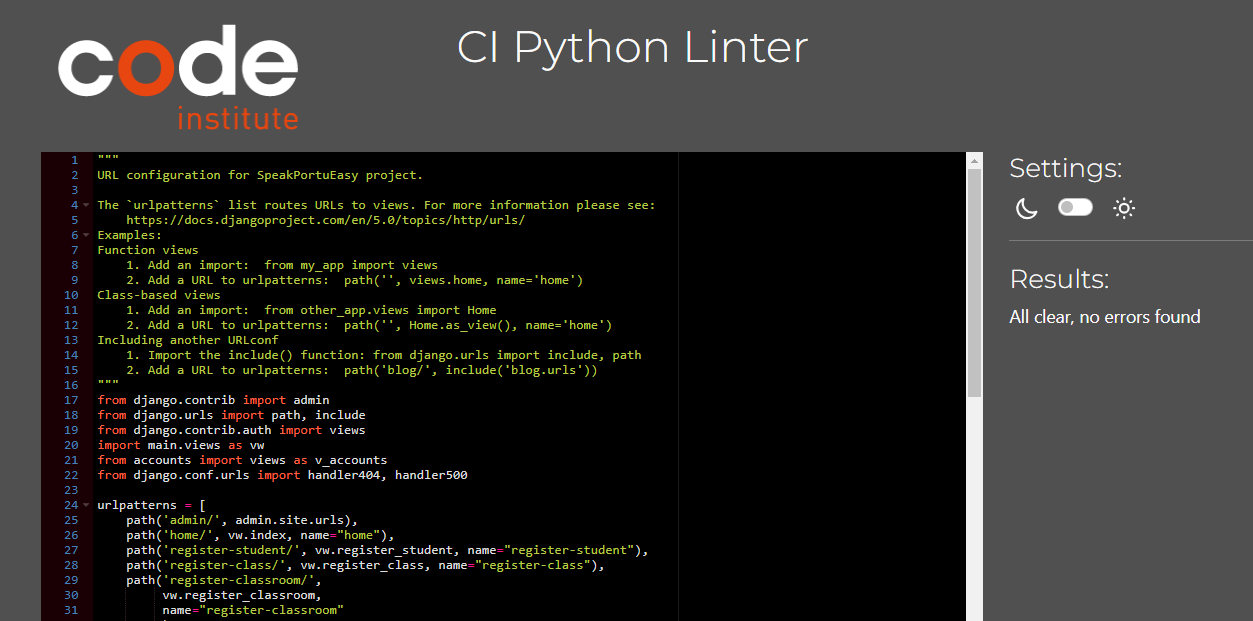 code
institute
CI Python Linter
1 """
2 URL configuration for SpeakPortuEasy project.
3
4 The `urlpatterns` list routes URLs to views. For more information please see:
5     https://docs.djangoproject.com/en/5.0/topics/http/urls/
6 Examples:
7 Function views
8     1. Add an import:  from my_app import views
9     2. Add a URL to urlpatterns:  path('', views.home, name='home')
10 Class-based views
11     1. Add an import:  from other_app.views import Home
12     2. Add a URL to urlpatterns:  path('', Home.as_view(), name='home')
13 Including another URLconf
14     1. Import the include() function: from django.urls import include, path
15     2. Add a URL to urlpatterns:  path('blog/', include('blog.urls'))
16 """
17 from django.contrib import admin
18 from django.urls import path, include
19 from django.contrib.auth import views
20 import main.views as vw
21 from accounts import views as v_accounts
22 from django.conf.urls import handler404, handler500
23
24 urlpatterns = [
25     path('admin/', admin.site.urls),
26     path('home/', vw.index, name="home"),
27     path('register-student/', vw.register_student, name="register-student"),
28     path('register-class/', vw.register_class, name="register-class"),
29     path('register-classroom/',
30          vw.register_classroom,
31          name="register-classroom"
Settings:
Results:
All clear, no errors found